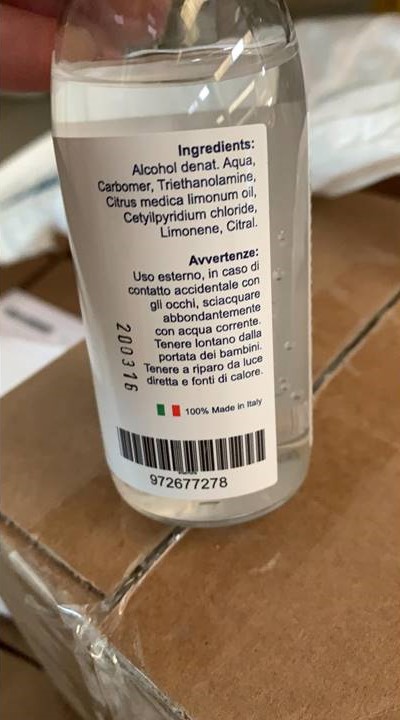 Ingredients:
Alcohol denat. Aqua,
Carbomer, Triethanolamine,
Citrus medica limonum oil,
Cetyilpyridium chloride,
Limonene, Citral.
Avvertenze:
Uso esterno, in caso di
contatto accidentale con
gli occhi, sciacquare
abbondantemente
con acqua corrente.
Tenere lontano dalla
portata dei bambini.
Tenere a riparo da luce
diretta e fonti di calore.
200316
100% Made in Italy
972677278